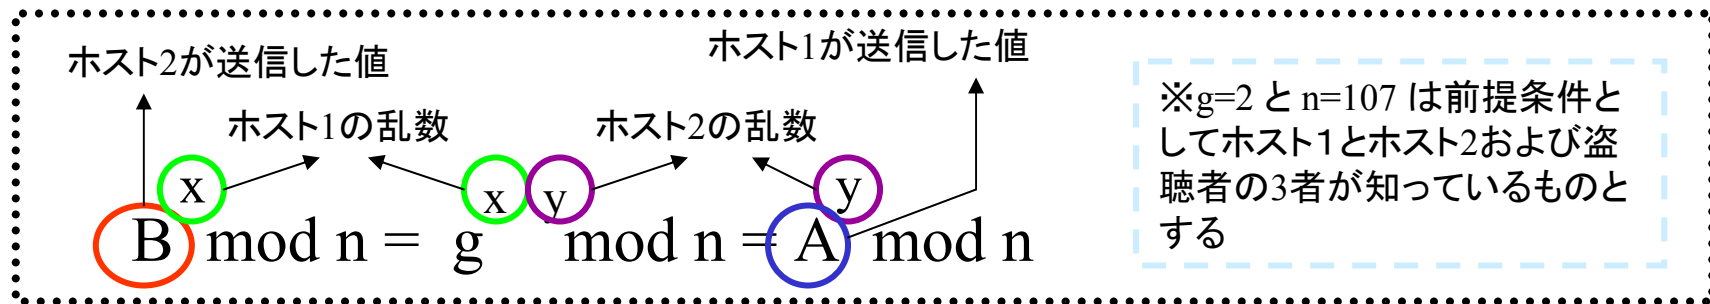 ホスト2が送信した値
ホスト1が送信した値
ホスト1の乱数
ホスト2の乱数
x
x y
y
B mod n = g mod n = A mod n
※g=2 と n=107 は前提条件と
してホスト１とホスト2および盗
聴者の3者が知っているものと
する